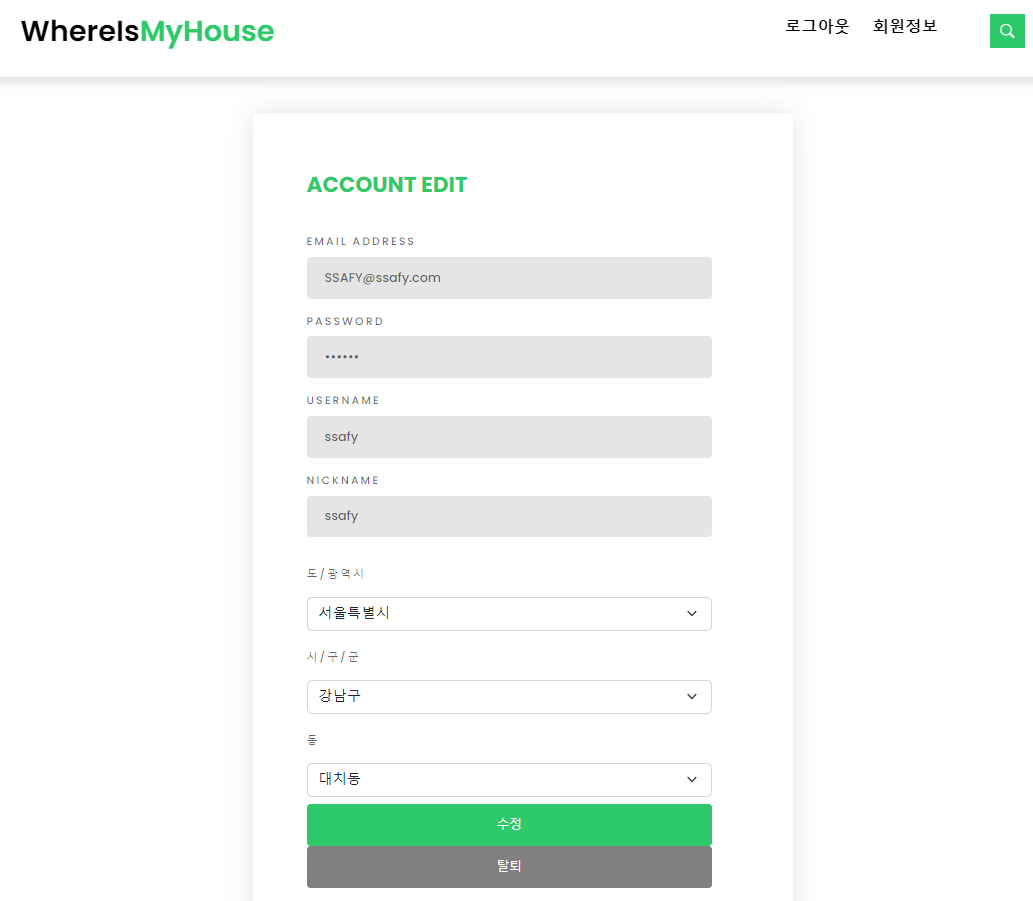 WhereIsMyHouse
로그아웃 회원정보
ACCOUNT EDIT
EMAIL ADDRESS
SSAFY@ssafy.com
PASSWORD
••••••
USERNAME
ssafy
NICKNAME
ssafy
도/광역시
서울특별시
시/구/군
강남구
동
대치동
수정
탈퇴